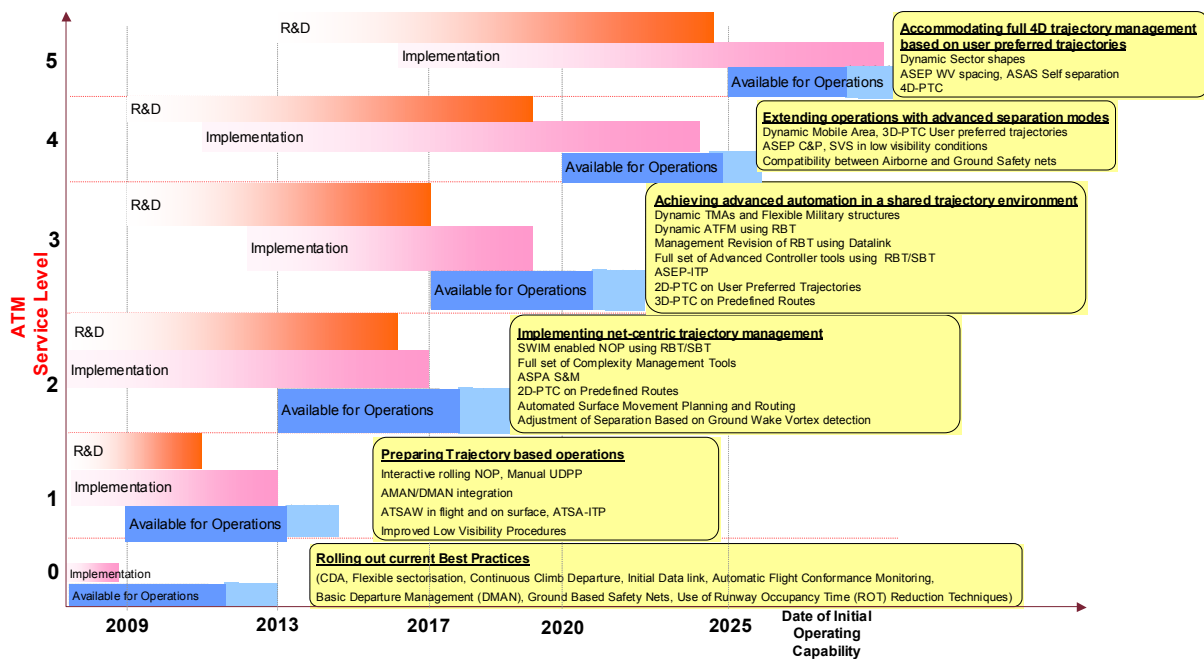 R&D
Implementation
5
Available for Operations
Accommodating full 4D trajectory management
based on user preferred trajectories
Dynamic Sector shapes
ASEP WV spacing, ASAS Self separation
4D-PTC
R&D
Implementation
4
Available for Operations
Extending operations with advanced separation modes
Dynamic Mobile Area, 3D-PTC User preferred trajectories
ASEP C&P, SVS in low visibility conditions
Compatibility between Airborne and Ground Safety nets
R&D
3
Implementation
Available for Operations
Achieving advanced automation in a shared trajectory environment
Dynamic TMAs and Flexible Military structures
Dynamic ATFM using RBT
Management Revision of RBT using Datalink
Full set of Advanced Controller tools using RBT/SBT
ASEP-ITP
2D-PTC on User Preferred Trajectories
3D-PTC on Predefined Routes
ATM
Service Level
R&D
Implementation
2
Available for Operations
Implementing net-centric trajectory management
SWIM enabled NOP using RBT/SBT
Full set of Complexity Management Tools
ASPA S&M
2D-PTC on Predefined Routes
Automated Surface Movement Planning and Routing
Adjustment of Separation Based on Ground Wake Vortex detection
R&D
Implementation
1
Available for Operations
Preparing Trajectory based operations
Interactive rolling NOP, Manual UDPP
AMAN/DMAN integration
ATSAW in flight and on surface, ATSA-ITP
Improved Low Visibility Procedures
0
Implementation
Available for Operations
Rolling out current Best Practices
(CDA, Flexible sectorisation, Continuous Climb Departure, Initial Data link, Automatic Flight Conformance Monitoring,
Basic Departure Management (DMAN), Ground Based Safety Nets, Use of Runway Occupancy Time (ROT) Reduction Techniques)
2009 2013 2017 2020 2025
Date of Initial
Operating
Capability